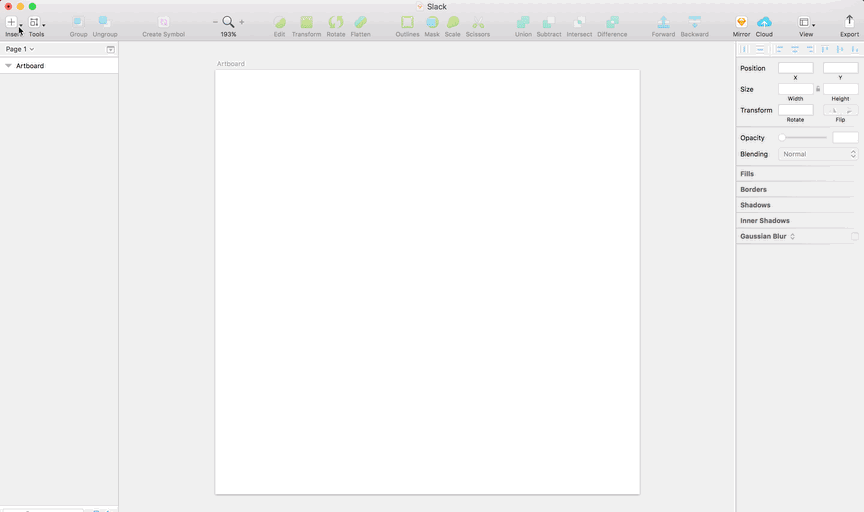 Slack
Insert Tools Group Ungroup Create Symbol 193% Edit Transform Rotate Flatten Outlines Mask Scale Scissors Union Subtract Intersect Difference Forward Backward Mirror Cloud View Export
Page 1
Artboard
Artboard
Position
X Y
Size
Width Height
Transform
Rotate Flip
Opacity
Blending Normal
Fills
Borders
Shadows
Inner Shadows
Gaussian Blur